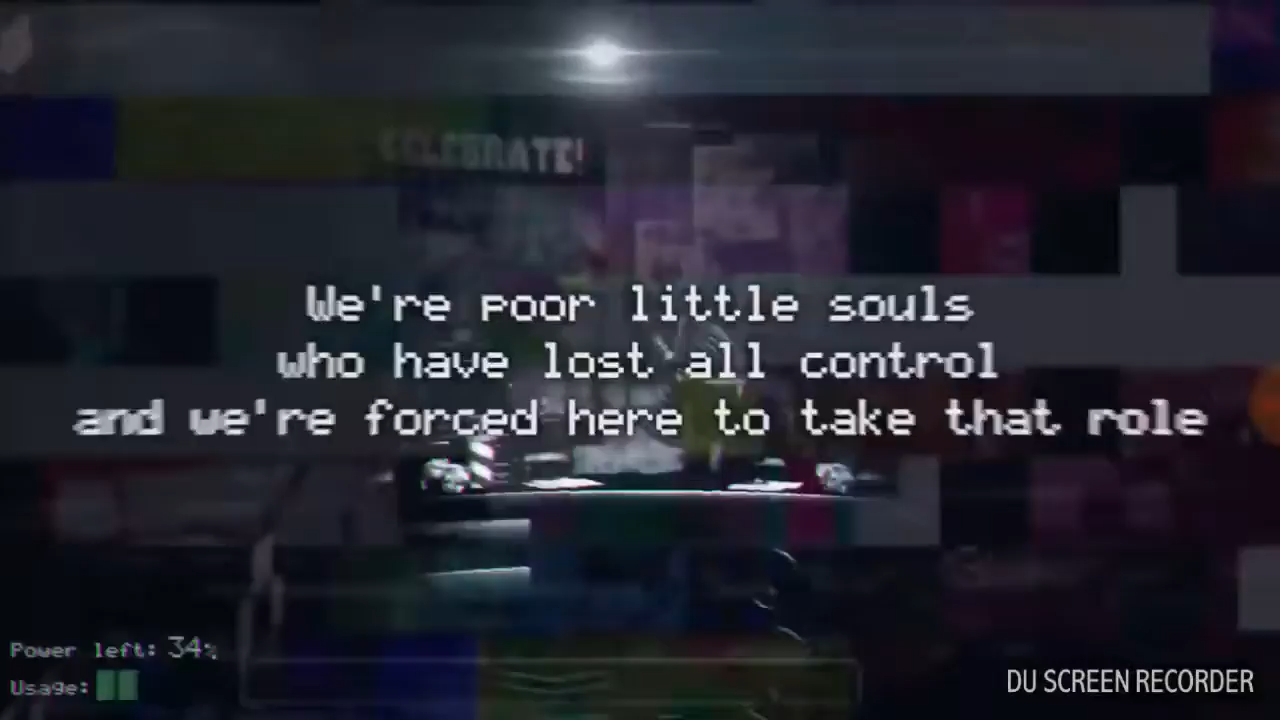 CELEBRATE!
We're poor little souls
who have lost all control
and we're forced here to take that role
Power left: 34%
Usage:
DU SCREEN RECORDER